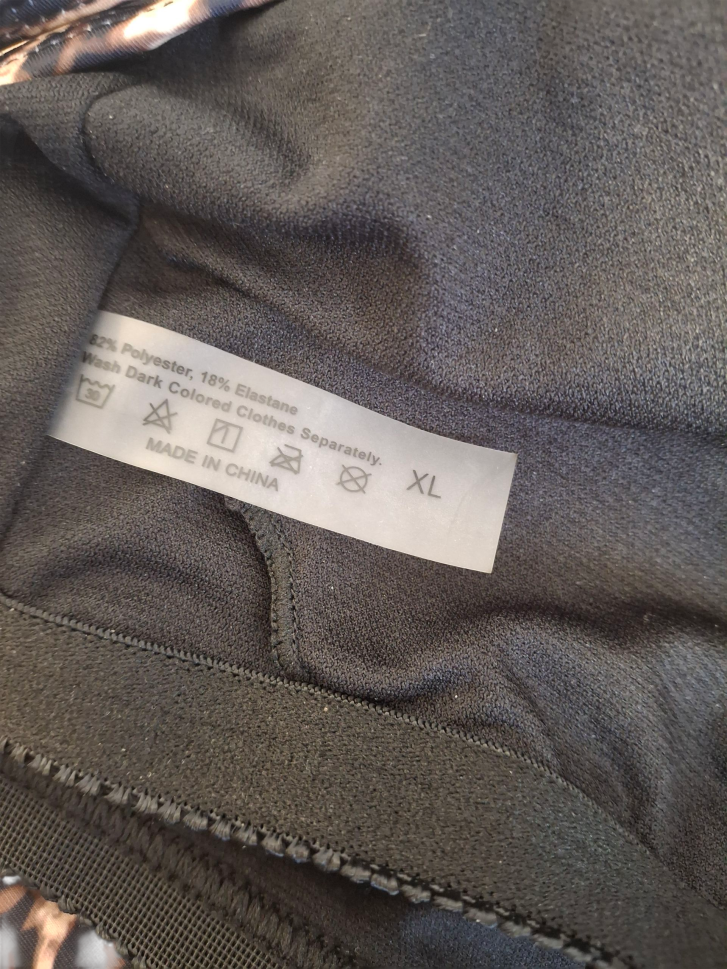 82% Polyester, 18% Elastane
Wash Dark Colored Clothes Separately.
30
MADE IN CHINA
XL